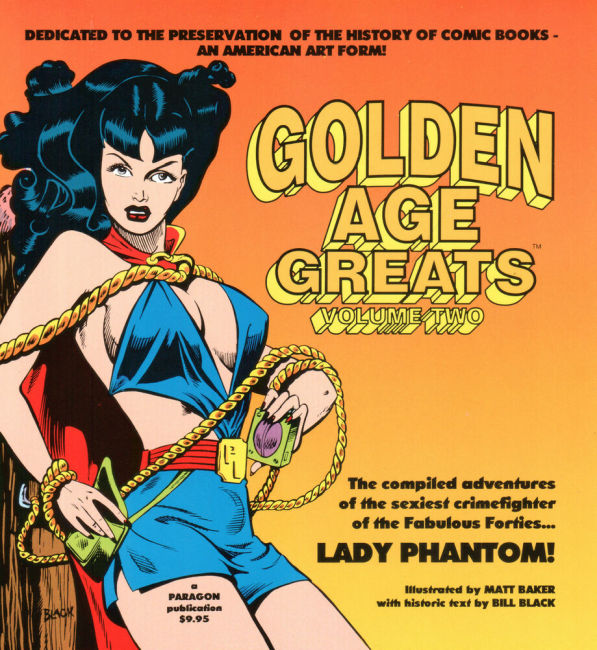 DEDICATED TO THE PRESERVATION OF THE HISTORY OF COMIC BOOKS -
AN AMERICAN ART FORM!
GOLDEN
AGE
GREATS™
VOLUME TWO
The compiled adventures
of the sexiest crimefighter
of the Fabulous Forties...
LADY PHANTOM!
Illustrated by MATT BAKER
with historic text by BILL BLACK
a
PARAGON
publication
$9.95
BLACK